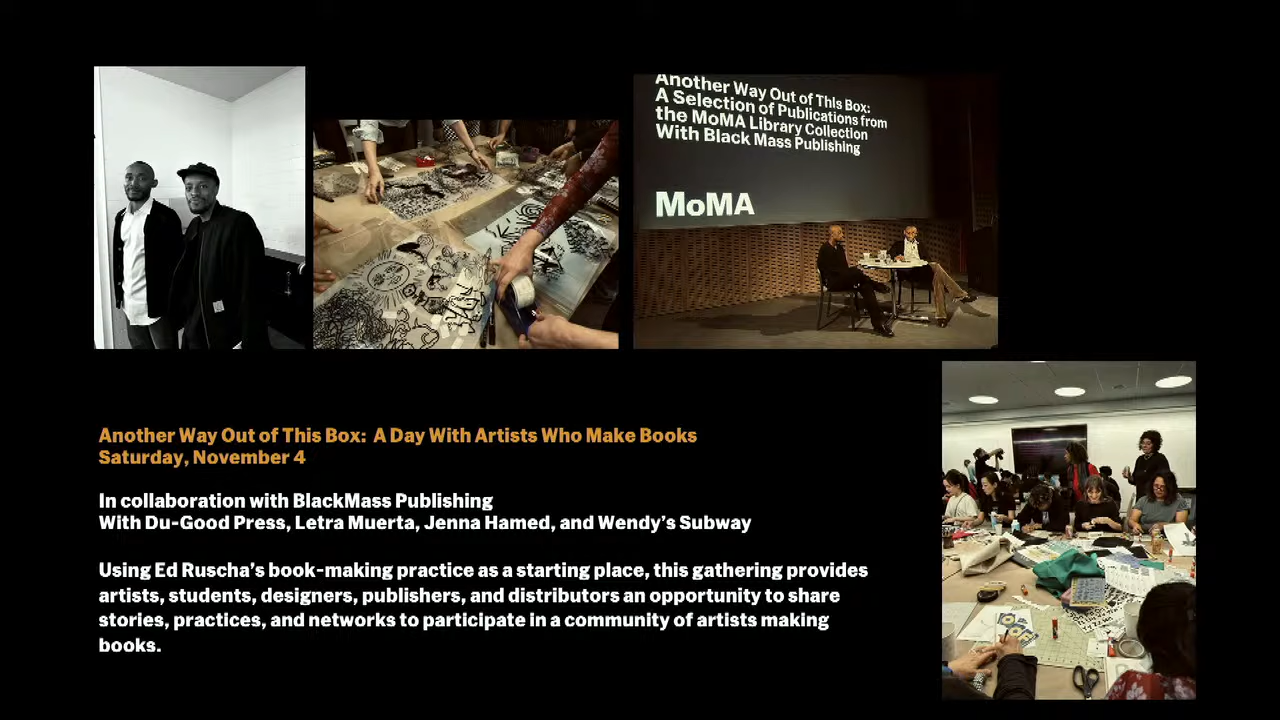 Another Way Out of This Box:
A Selection of Publications from
the MoMA Library Collection
With Black Mass Publishing
MoMA
Another Way Out of This Box: A Day With Artists Who Make Books
Saturday, November 4
In collaboration with BlackMass Publishing
With Du-Good Press, Letra Muerta, Jenna Hamed, and Wendy's Subway
Using Ed Ruscha's book-making practice as a starting place, this gathering provides
artists, students, designers, publishers, and distributors an opportunity to share
stories, practices, and networks to participate in a community of artists making
books.